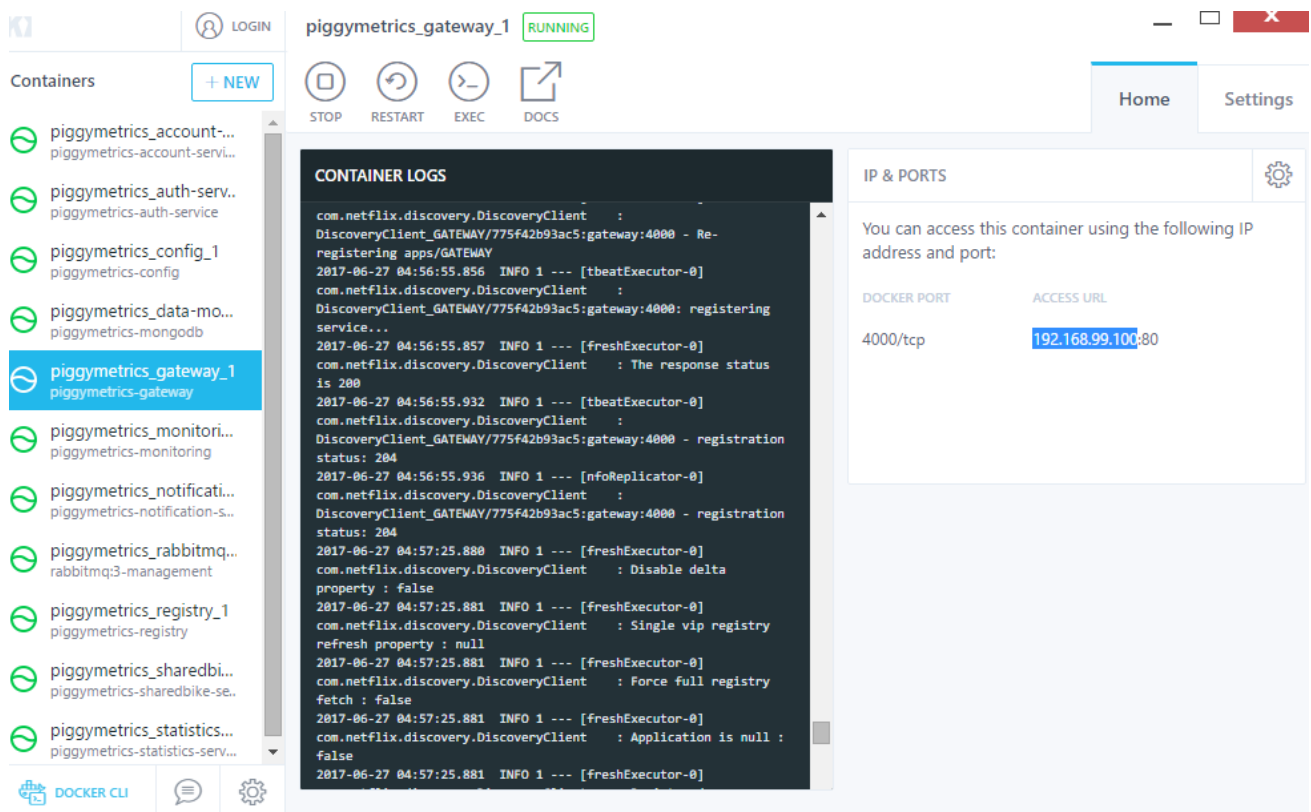 LOGIN
piggymetrics_gateway_1 RUNNING
Containers
+ NEW
STOP RESTART EXEC DOCS
Home Settings
piggymetrics_account-...
piggymetrics-account-servi...
piggymetrics_auth-serv..
piggymetrics-auth-service
piggymetrics_config_1
piggymetrics-config
piggymetrics_data-mo...
piggymetrics-mongodb
piggymetrics_gateway_1
piggymetrics-gateway
piggymetrics_monitori...
piggymetrics-monitoring
piggymetrics_notificati...
piggymetrics-notification-s...
piggymetrics_rabbitmq...
rabbitmq:3-management
piggymetrics_registry_1
piggymetrics-registry
piggymetrics_sharedbi...
piggymetrics-sharedbike-se..
piggymetrics_statistics...
piggymetrics-statistics-serv...
DOCKER CLI
CONTAINER LOGS
com.netflix.discovery.DiscoveryClient :
DiscoveryClient_GATEWAY/775f42b93ac5:gateway:4000 - Re-
registering apps/GATEWAY
2017-06-27 04:56:55.856 INFO 1 --- [tbeatExecutor-0]
com.netflix.discovery.DiscoveryClient :
DiscoveryClient_GATEWAY/775f42b93ac5:gateway:4000: registering
service...
2017-06-27 04:56:55.857 INFO 1 --- [freshExecutor-0]
com.netflix.discovery.DiscoveryClient : The response status
is 200
2017-06-27 04:56:55.932 INFO 1 --- [tbeatExecutor-0]
com.netflix.discovery.DiscoveryClient :
DiscoveryClient_GATEWAY/775f42b93ac5:gateway:4000 - registration
status: 204
2017-06-27 04:56:55.936 INFO 1 --- [nfoReplicator-0]
com.netflix.discovery.DiscoveryClient :
DiscoveryClient_GATEWAY/775f42b93ac5:gateway:4000 - registration
status: 204
2017-06-27 04:57:25.880 INFO 1 --- [freshExecutor-0]
com.netflix.discovery.DiscoveryClient : Disable delta
property : false
2017-06-27 04:57:25.881 INFO 1 --- [freshExecutor-0]
com.netflix.discovery.DiscoveryClient : Single vip registry
refresh property : null
2017-06-27 04:57:25.881 INFO 1 --- [freshExecutor-0]
com.netflix.discovery.DiscoveryClient : Force full registry
fetch : false
2017-06-27 04:57:25.881 INFO 1 --- [freshExecutor-0]
com.netflix.discovery.DiscoveryClient : Application is null :
false
2017-06-27 04:57:25.881 INFO 1 --- [freshExecutor-0]
IP & PORTS
You can access this container using the following IP
address and port:
DOCKER PORT ACCESS URL
4000/tcp 192.168.99.100:80